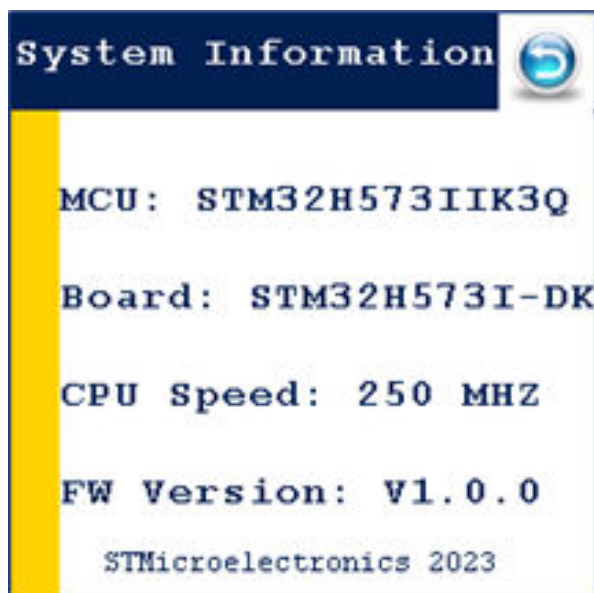 System Information
MCU: STM32H573IIK3Q
Board: STM32H573I-DK
CPU Speed: 250 MHZ
FW Version: V1.0.0
STMicroelectronics 2023